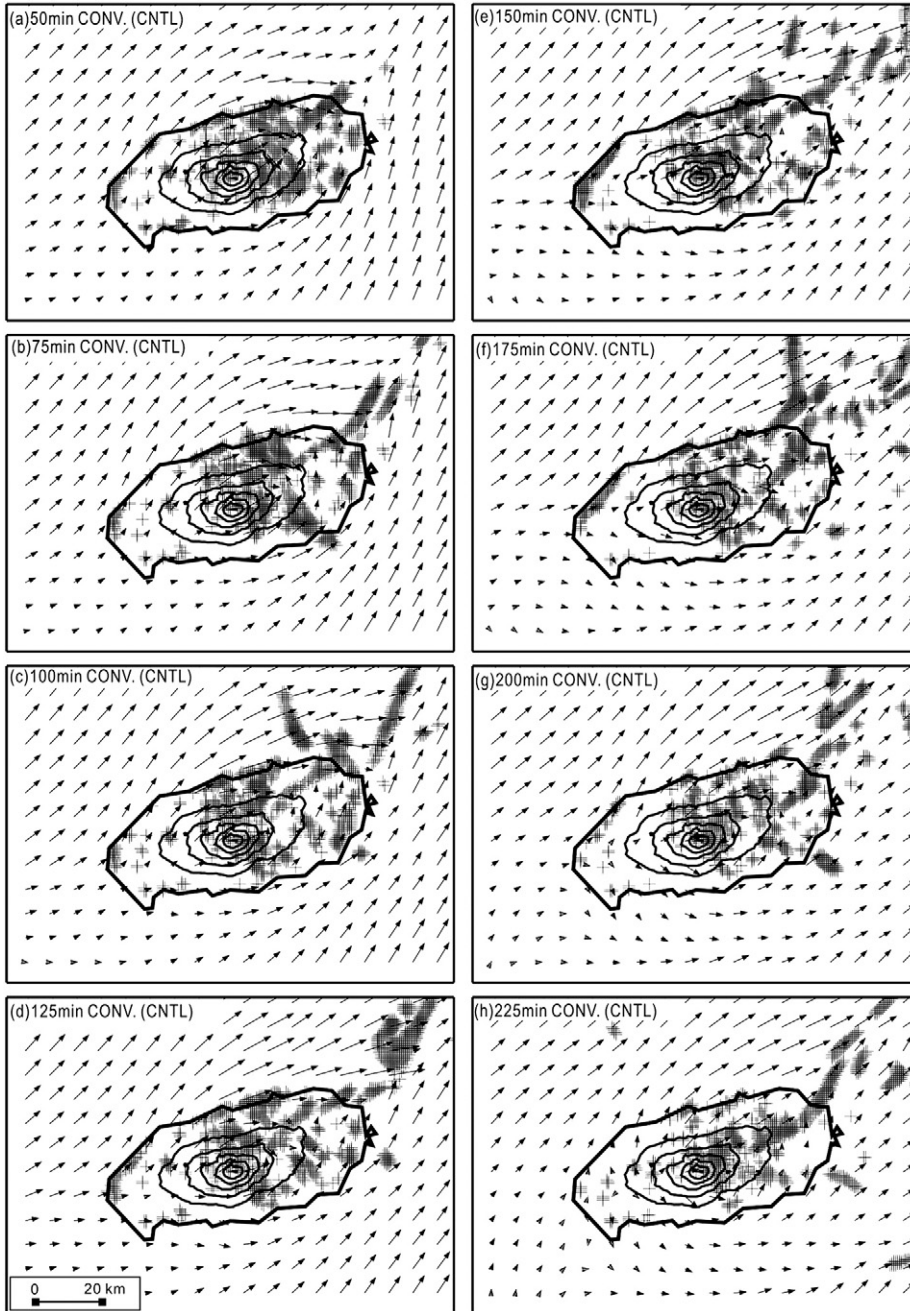 (a)50min CONV. (CNTL)
(b)75min CONV. (CNTL)
(c)100min CONV. (CNTL)
(d)125min CONV. (CNTL)
0 20 km
(e)150min CONV. (CNTL)
(f)175min CONV. (CNTL)
(g)200min CONV. (CNTL)
(h)225min CONV. (CNTL)